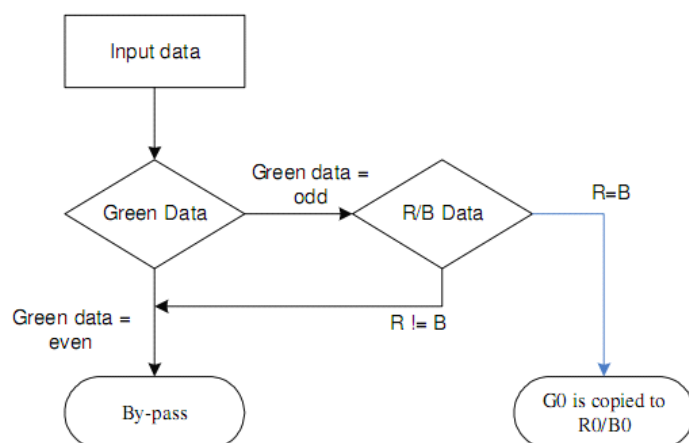 Input data
Green data =
odd
Green Data
R/B Data
R=B
Green data =
even
R != B
By-pass
G0 is copied to
R0/B0